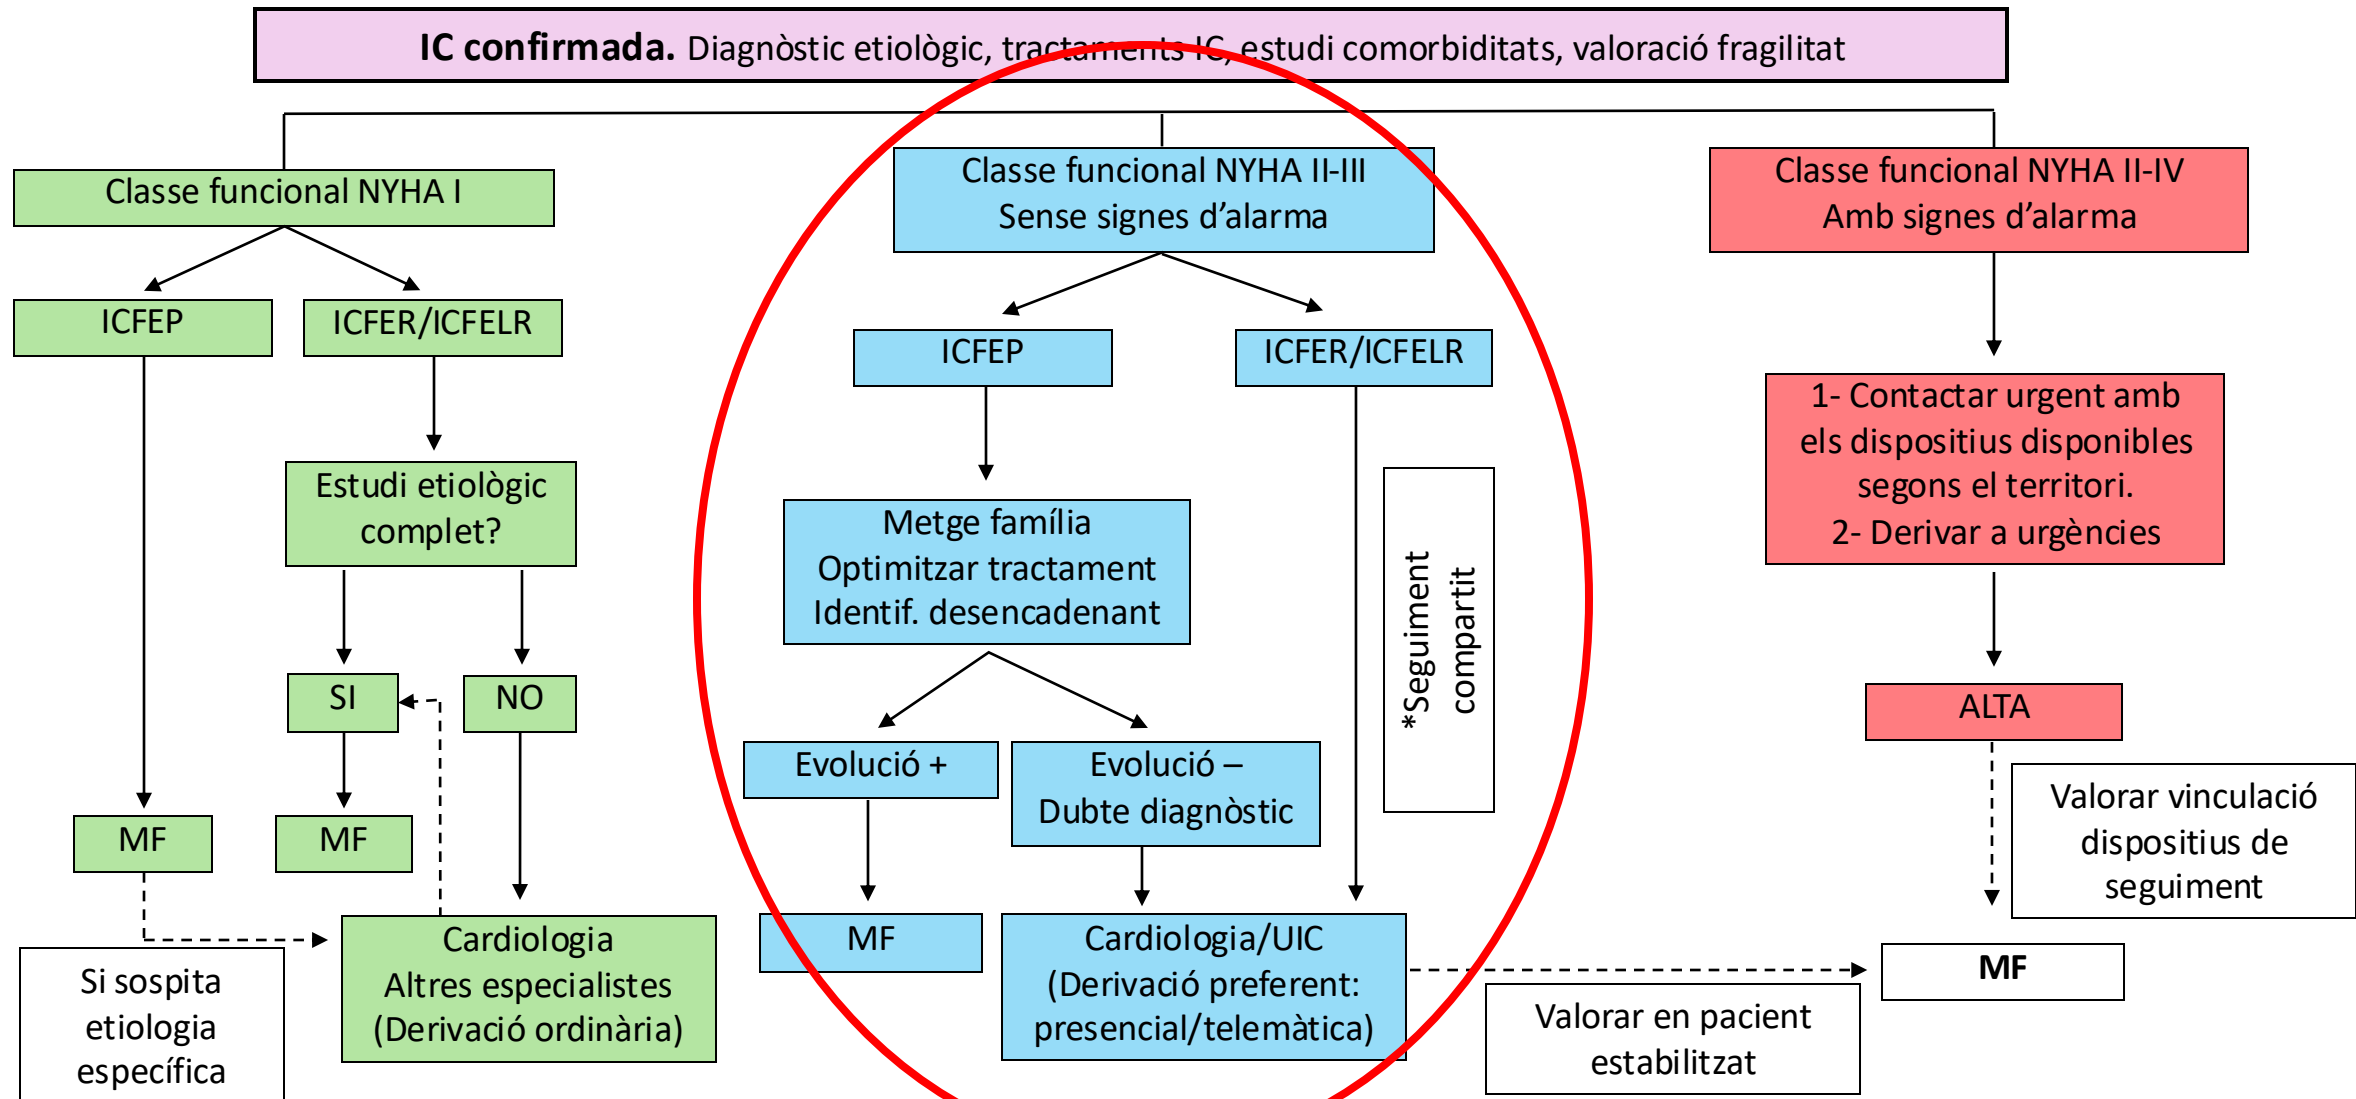 IC confirmada. Diagnòstic etiològic, tractaments IC, estudi comorbiditats, valoració fragilitat
Classe funcional NYHA I
ICFEP
ICFER/ICFELR
Estudi etiològic
complet?
SI
NO
MF
MF
Si sospita
etiologia
específica
Cardiologia
Altres especialistes
(Derivació ordinària)
Classe funcional NYHA II-III
Sense signes d’alarma
ICFEP
ICFER/ICFELR
Metge família
Optimitzar tractament
Identif. desencadenant
*Seguiment
compartit
Evolució +
Evolució –
Dubte diagnòstic
MF
Cardiologia/UIC
(Derivació preferent:
presencial/telemàtica)
Valorar en pacient
estabilitzat
Classe funcional NYHA II-IV
Amb signes d’alarma
1- Contactar urgent amb
els dispositius disponibles
segons el territori.
2- Derivar a urgències
ALTA
Valorar vinculació
dispositius de
seguiment
MF